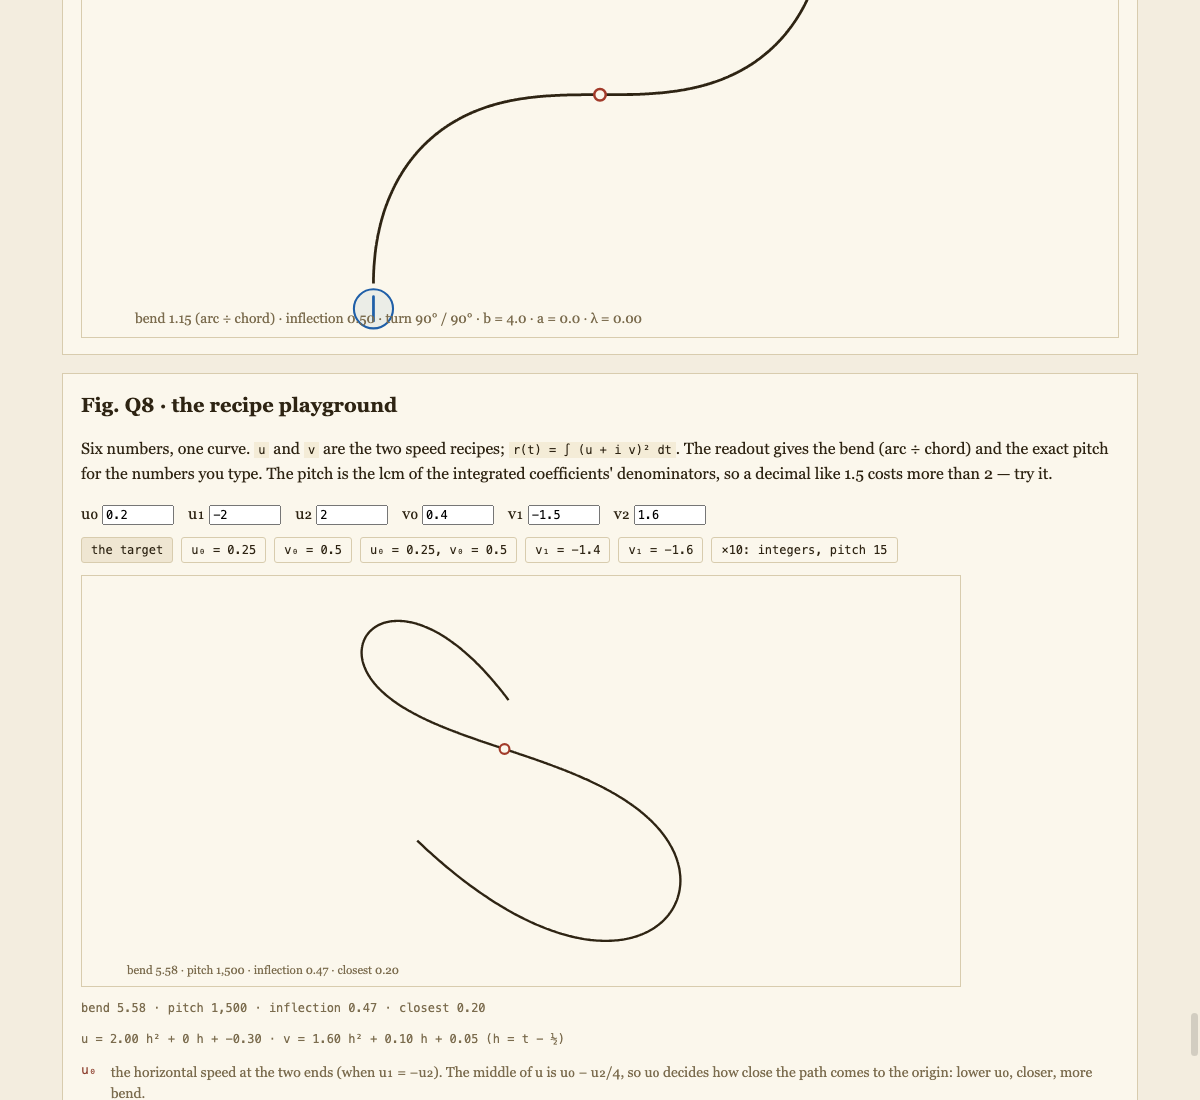 bend 1.15 (arc ÷ chord) · inflection 0.50 · turn 90° / 90° · b = 4.0 · a = 0.0 · λ = 0.00
Fig. Q8 · the recipe playground
Six numbers, one curve. u and v are the two speed recipes; r(t) = ∫ (u + i v)² dt. The readout gives the bend (arc ÷ chord) and the exact pitch
for the numbers you type. The pitch is the lcm of the integrated coefficients' denominators, so a decimal like 1.5 costs more than 2 — try it.
u0 0.2 u1 -2 u2 2 v0 0.4 v1 -1.5 v2 1.6
the target u₀ = 0.25 v₀ = 0.5 u₀ = 0.25, v₀ = 0.5 v₁ = −1.4 v₁ = −1.6 ×10: integers, pitch 15
bend 5.58 · pitch 1,500 · inflection 0.47 · closest 0.20
bend 5.58 · pitch 1,500 · inflection 0.47 · closest 0.20
u = 2.00 h² + 0 h + −0.30 · v = 1.60 h² + 0.10 h + 0.05 (h = t − ½)
u₀ the horizontal speed at the two ends (when u1 = −u2). The middle of u is u0 − u2/4, so u0 decides how close the path comes to the origin: lower u0, closer, more
bend.